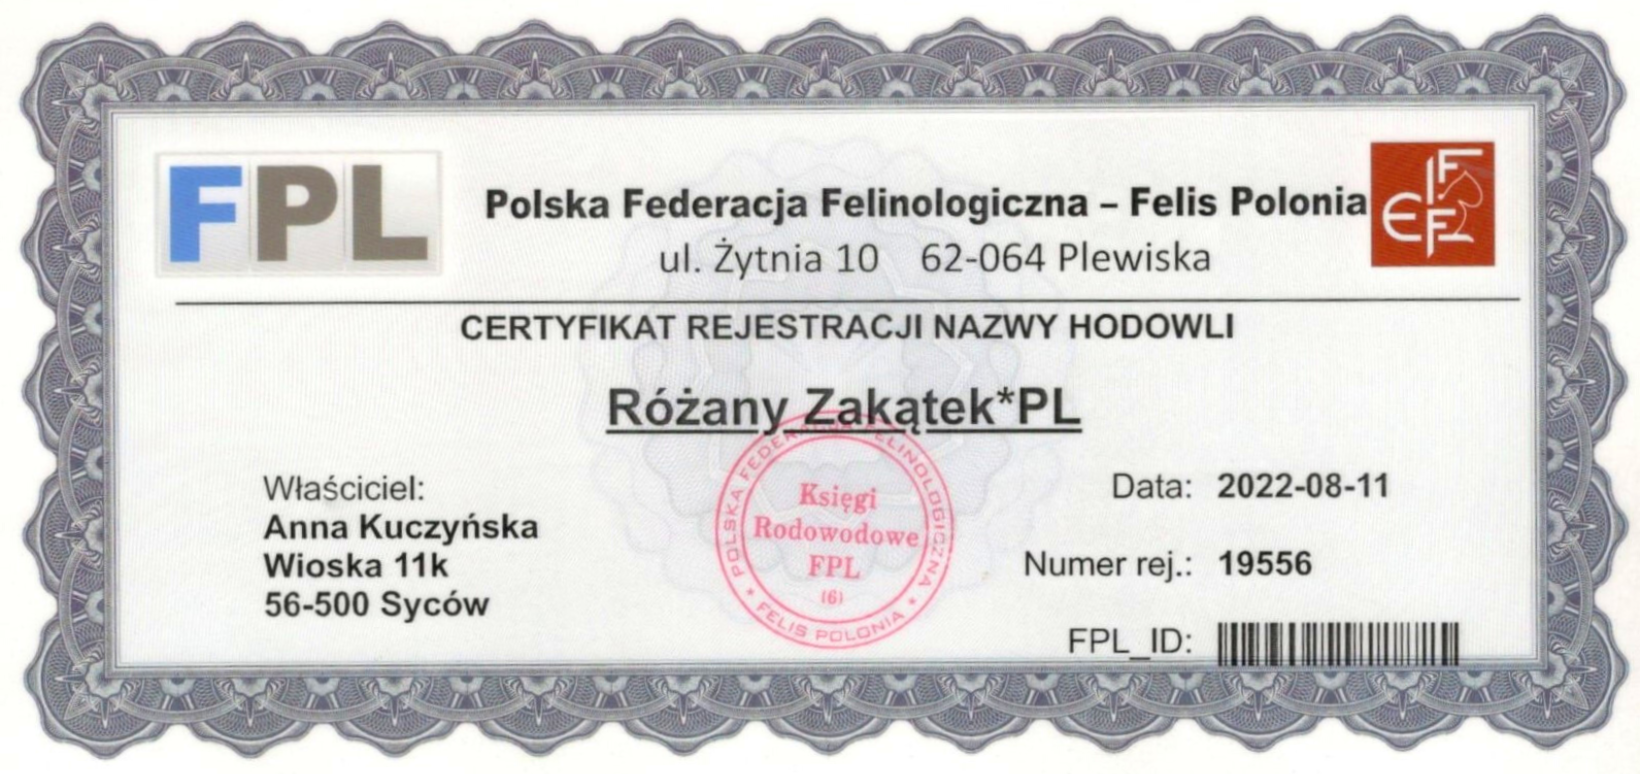 FPL
Polska Federacja Felinologiczna – Felis Polonia
ul. Żytnia 10 62-064 Plewiska
FIFE
CERTYFIKAT REJESTRACJI NAZWY HODOWLI
Różany Zakątek*PL
Właściciel:
Anna Kuczyńska
Wioska 11k
56-500 Syców
POLSKA FEDERACJA FELINOLOGICZNA
* FELIS POLONIA *
Księgi
Rodowodowe
FPL
(6)
Data: 2022-08-11
Numer rej.: 19556
FPL_ID: